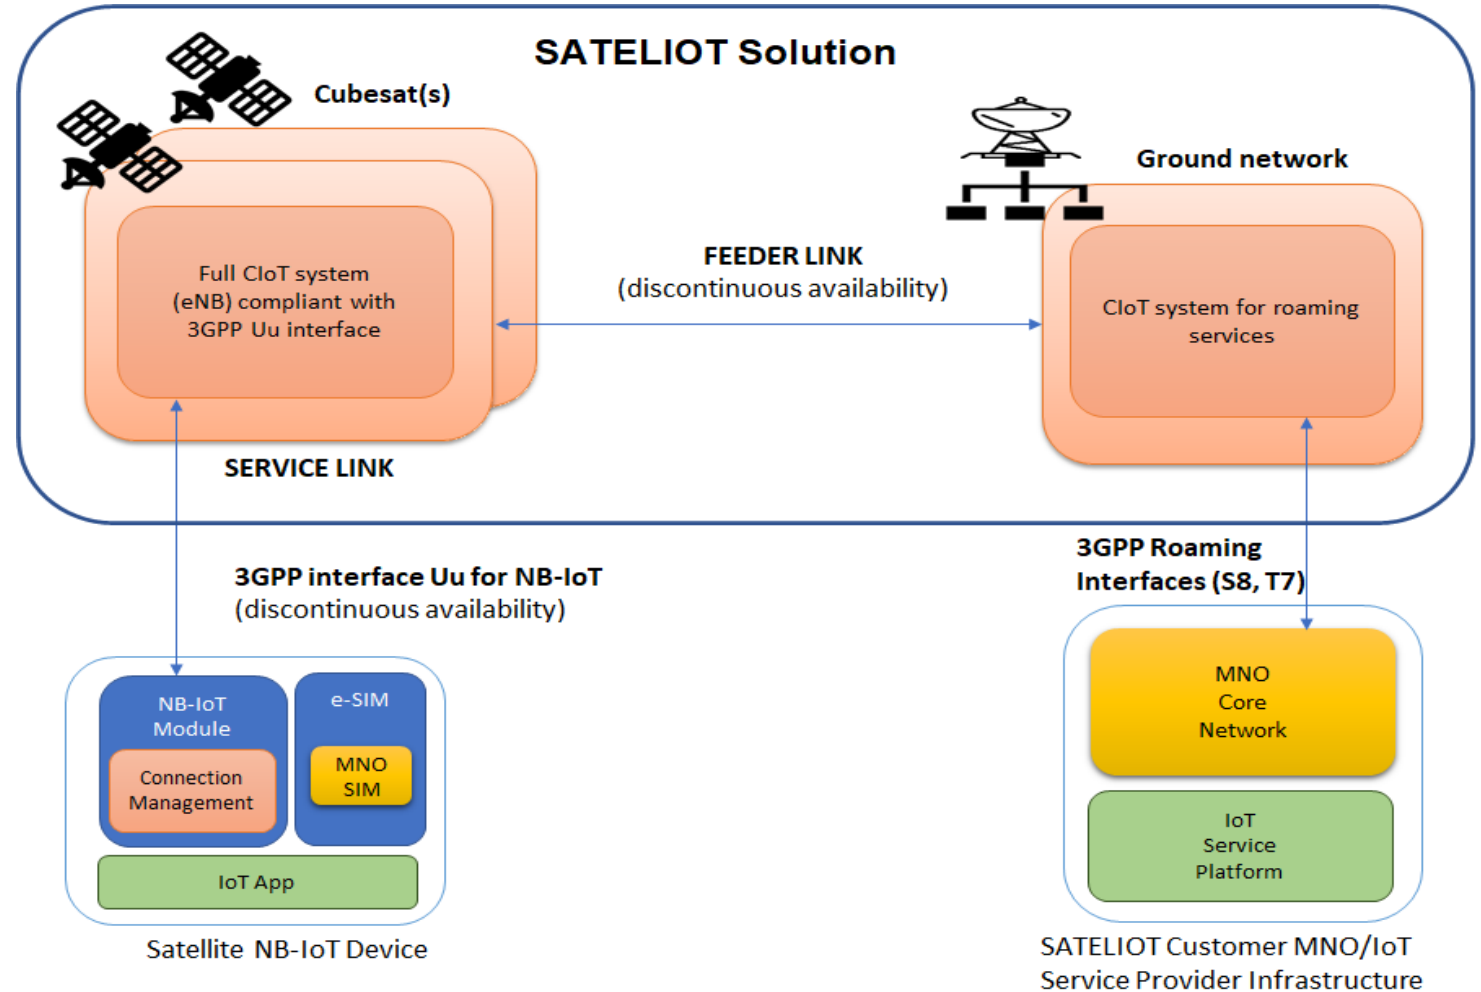 SATELIOT Solution
Cubesat(s)
Ground network
Full CIoT system
(eNB) compliant with
3GPP Uu interface
FEEDER LINK
(discontinuous availability)
CIoT system for roaming
services
SERVICE LINK
3GPP interface Uu for NB-IoT
(discontinuous availability)
3GPP Roaming
Interfaces (S8, T7)
NB-IoT
Module
Connection
Management
e-SIM
MNO
SIM
IoT App
Satellite NB-IoT Device
MNO
Core
Network
IoT
Service
Platform
SATELIOT Customer MNO/IoT
Service Provider Infrastructure